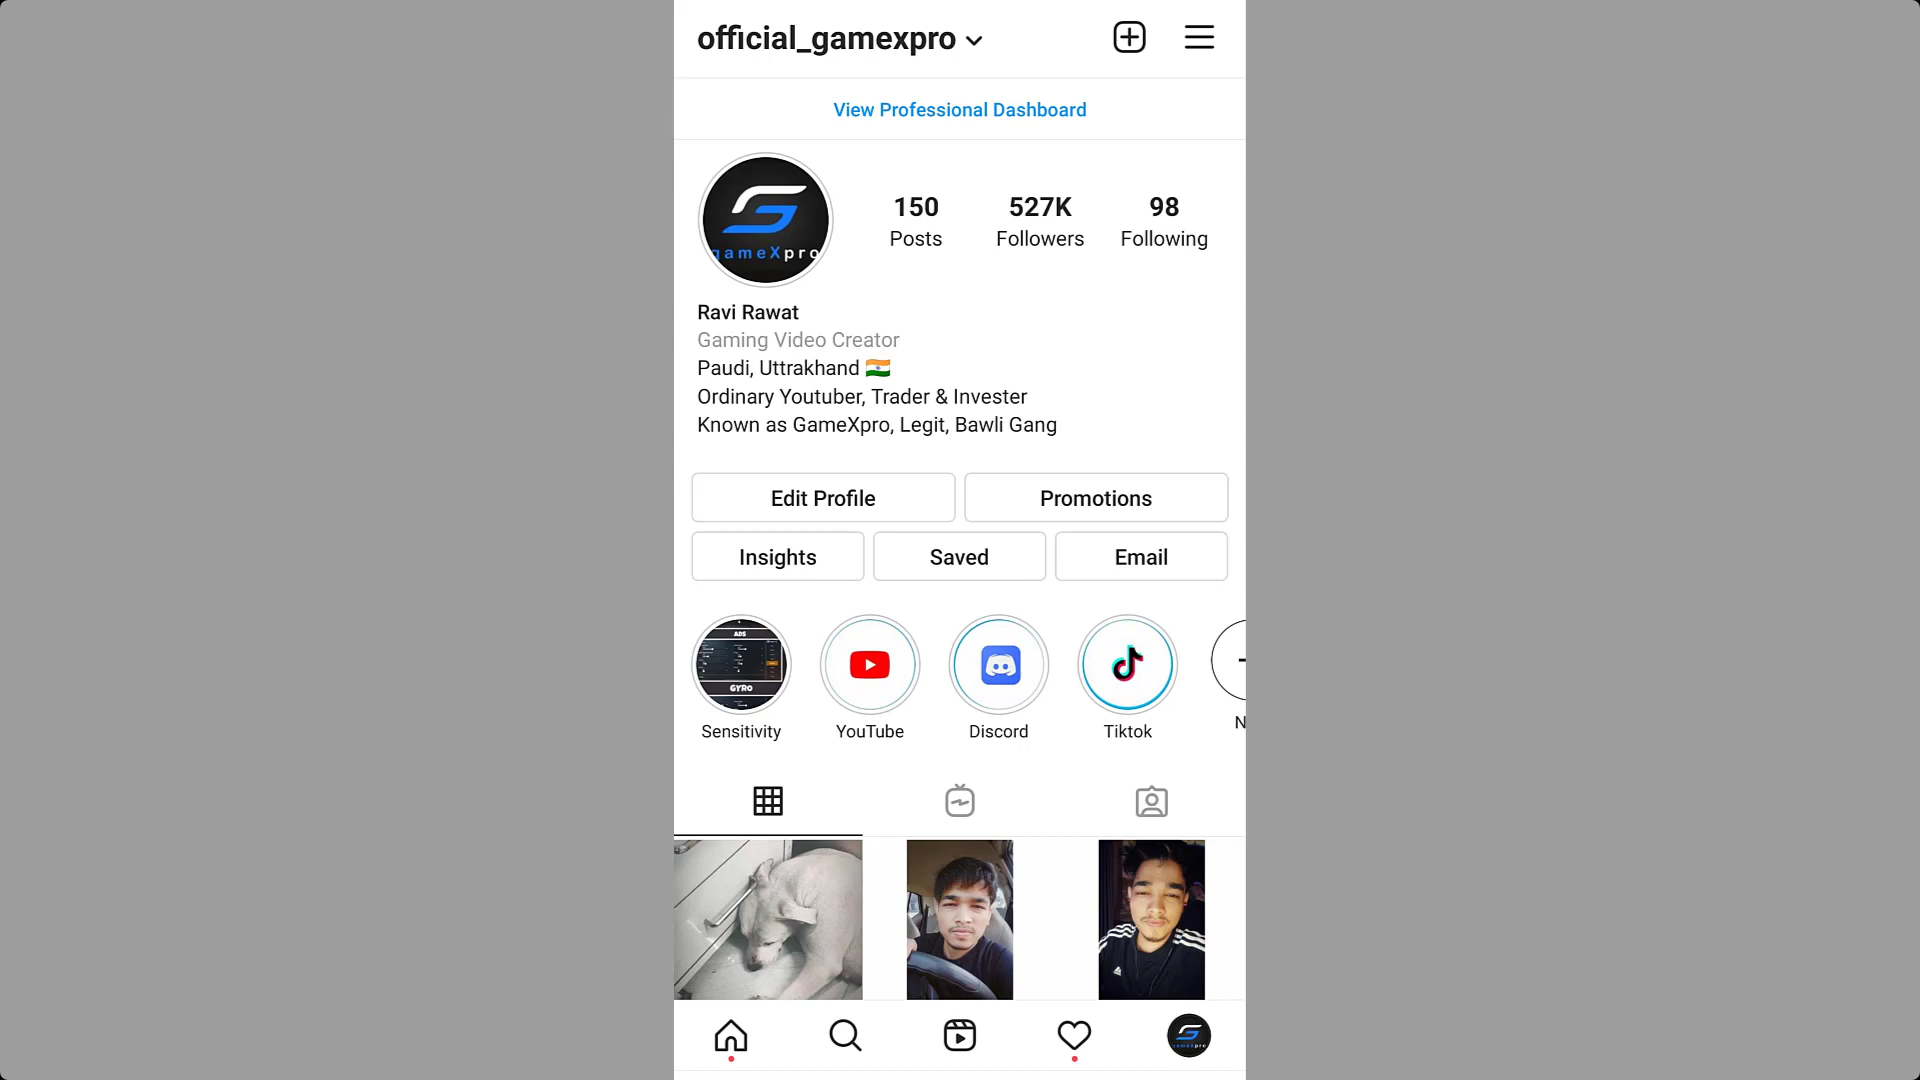 official_gamexpro
View Professional Dashboard
gameXpro
150
Posts
527K
Followers
98
Following
Ravi Rawat
Gaming Video Creator
Paudi, Uttrakhand 🇮🇳
Ordinary Youtuber, Trader & Invester
Known as GameXpro, Legit, Bawli Gang
Edit Profile
Promotions
Insights
Saved
Email
ADS
GYRO
Sensitivity
YouTube
Discord
Tiktok
N
gameXpro